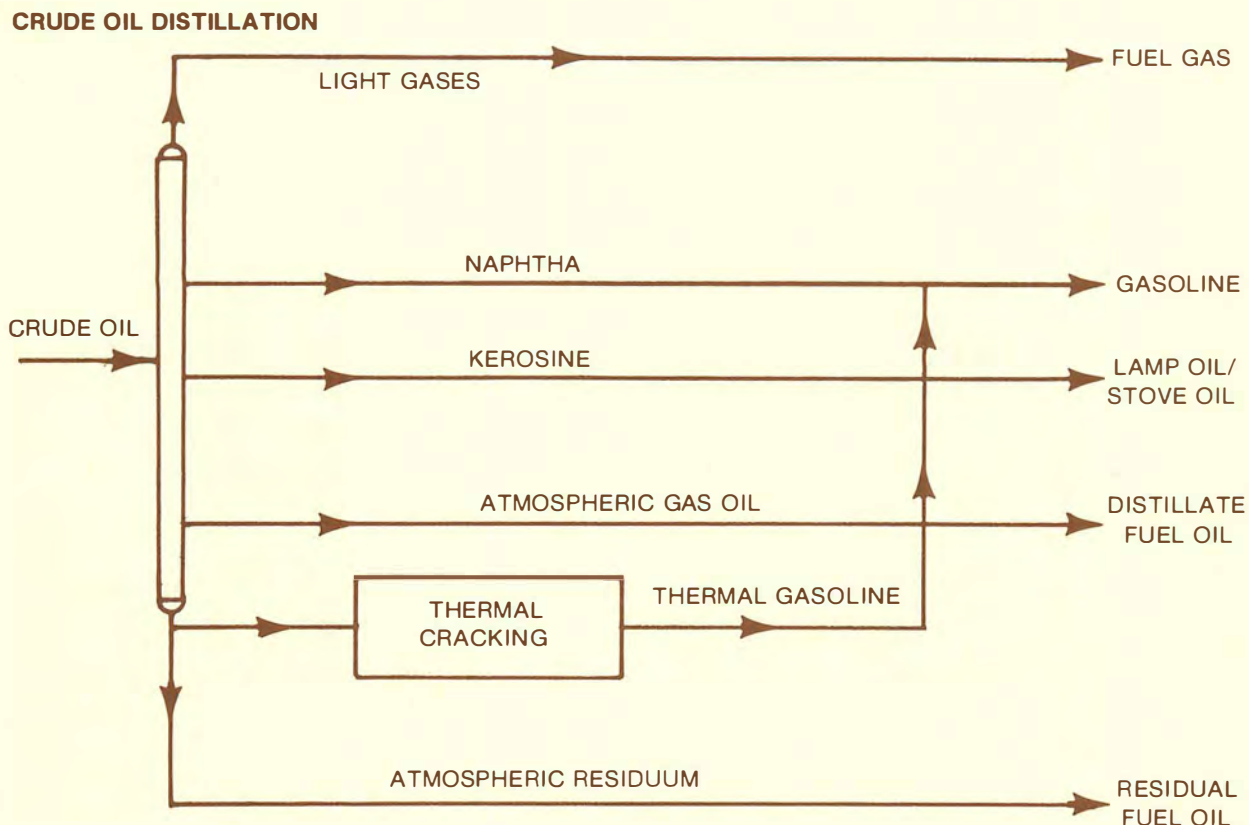 CRUDE OIL DISTILLATION
LIGHT GASES
FUEL GAS
NAPHTHA
GASOLINE
CRUDE OIL
KEROSINE
LAMP OIL/
STOVE OIL
ATMOSPHERIC GAS OIL
DISTILLATE
FUEL OIL
THERMAL
CRACKING
THERMAL GASOLINE
ATMOSPHERIC RESIDUUM
RESIDUAL
FUEL OIL